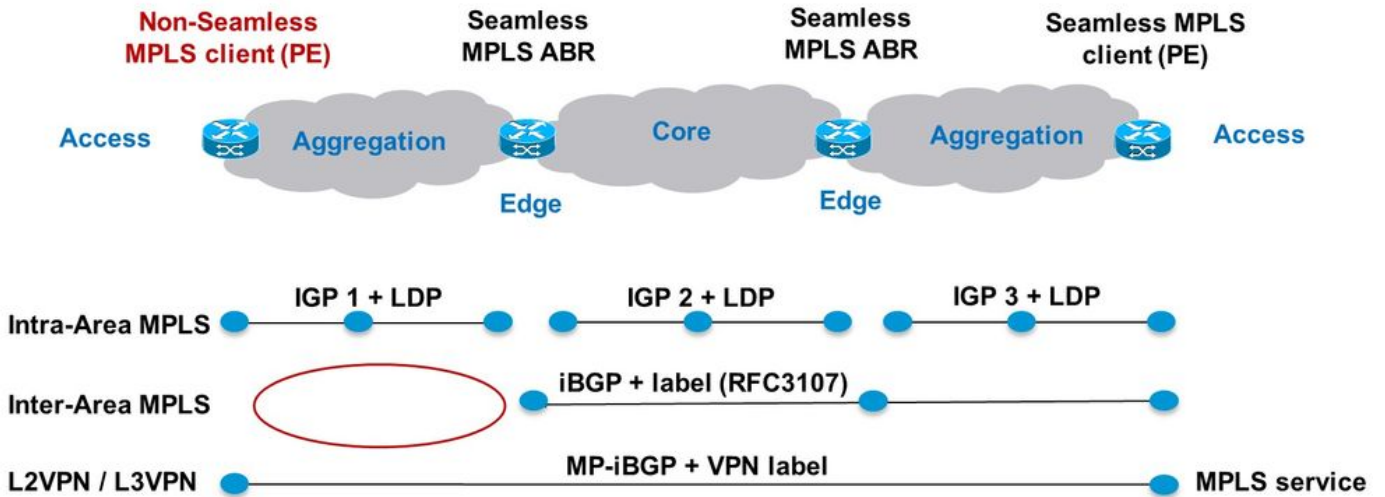 Non-Seamless
MPLS client (PE)
Seamless
MPLS ABR
Seamless
MPLS ABR
Seamless MPLS
client (PE)
Access
Aggregation
Core
Aggregation
Access
Edge
Edge
Intra-Area MPLS
IGP 1 + LDP
IGP 2 + LDP
IGP 3 + LDP
Inter-Area MPLS
iBGP + label (RFC3107)
L2VPN / L3VPN
MP-iBGP + VPN label
MPLS service